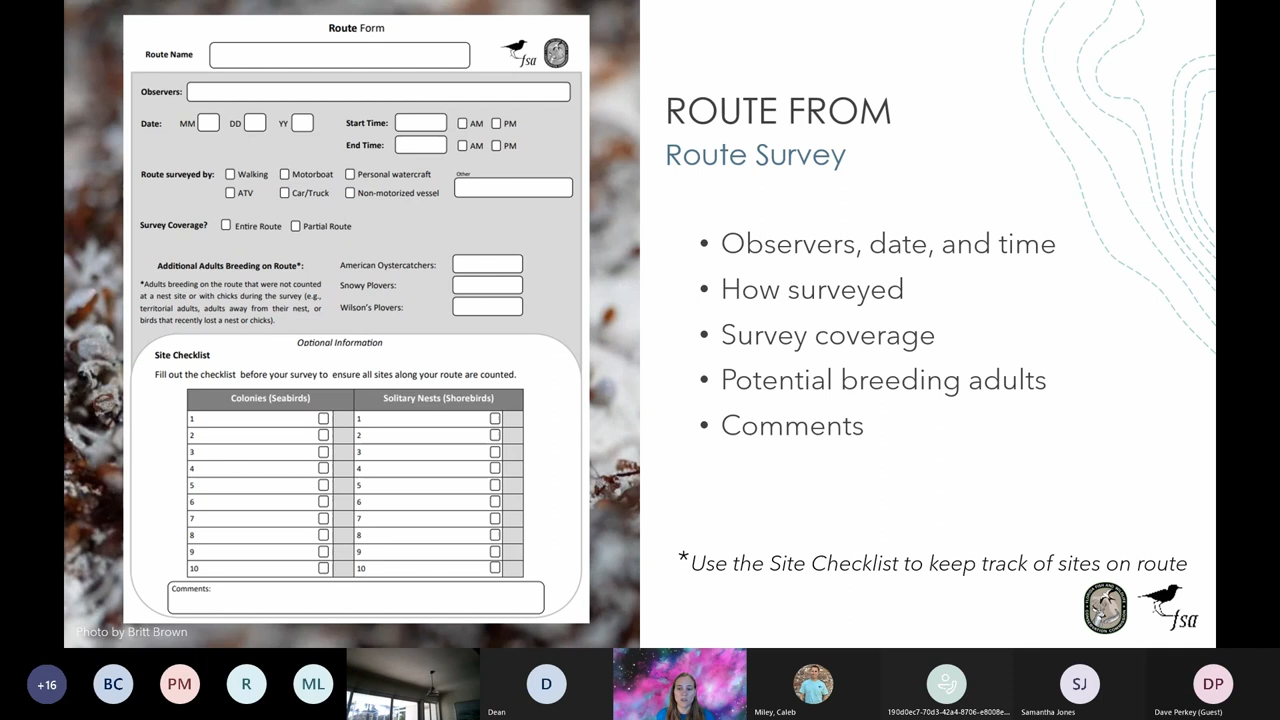 Route Form
Route Name
fsa
Observers:
Date: MM DD YY Start Time: AM PM
End Time: AM PM
Route surveyed by: Walking Motorboat Personal watercraft Other
ATV Car/Truck Non-motorized vessel
Survey Coverage? Entire Route Partial Route
Additional Adults Breeding on Route*: American Oystercatchers:
*Adults breeding on the route that were not counted
at a nest site or with chicks during the survey (e.g.,
territorial adults, adults away from their nest, or
birds that recently lost a nest or chicks).
Snowy Plovers:
Wilson's Plovers:
Optional Information
Site Checklist
Fill out the checklist before your survey to ensure all sites along your route are counted.
Colonies (Seabirds) Solitary Nests (Shorebirds)
1 1
2 2
3 3
4 4
5 5
6 6
7 7
8 8
9 9
10 10
Comments:
Photo by Britt Brown
ROUTE FROM
Route Survey
• Observers, date, and time
• How surveyed
• Survey coverage
• Potential breeding adults
• Comments
*Use the Site Checklist to keep track of sites on route
fsa
+16 BC PM R ML D SJ DP
Dean
Miley, Caleb
190d0ec7-70d3-42a4-8706-e8008e...
Samantha Jones
Dave Perkey (Guest)